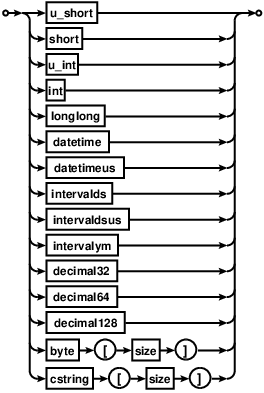 u_short
short
u_int
int
longlong
datetime
datetimeus
intervalds
intervaldsus
intervalym
decimal32
decimal64
decimal128
byte [ size ]
cstring [ size ]